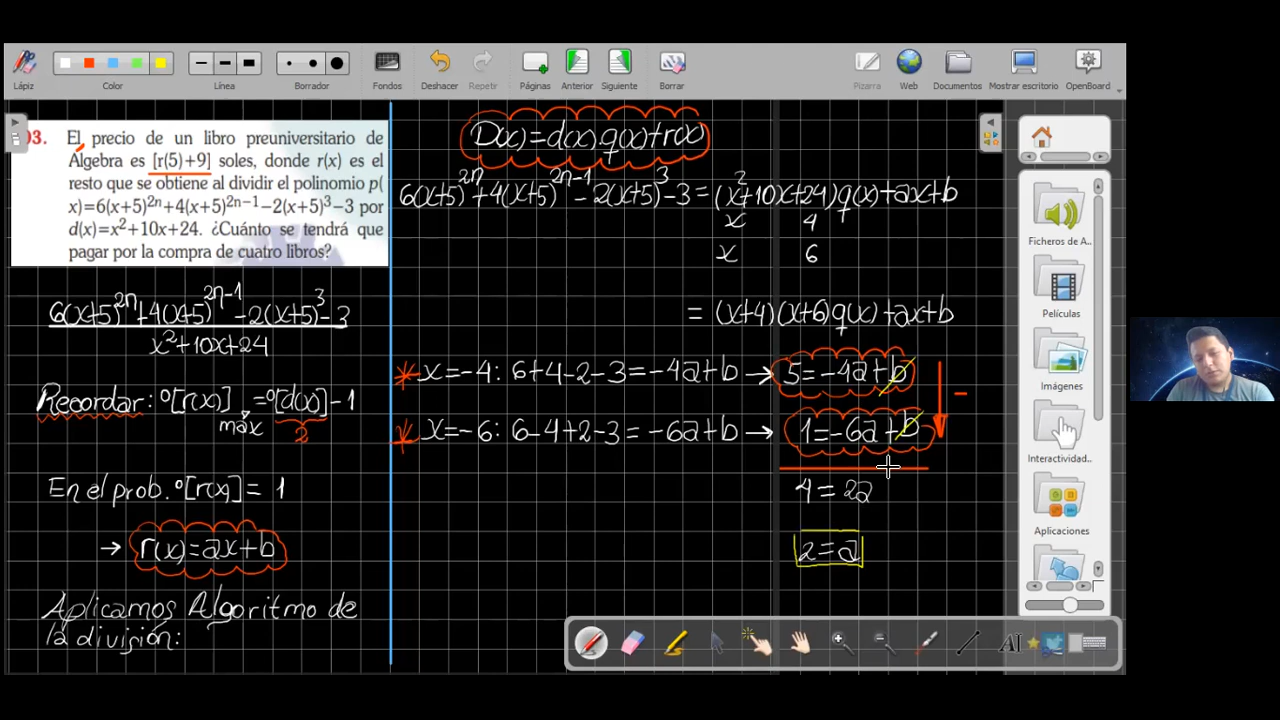 Lápiz
Color
Línea
Borrador
Fondos
Deshacer
Repetir
Páginas
Anterior
Siguiente
Borrar
Pizarra
Web
Documentos
Mostrar escritorio
OpenBoard
03. El precio de un libro preuniversitario de
Algebra es [r(5)+9] soles, donde r(x) es el
resto que se obtiene al dividir el polinomio p(
x)=6(x+5)²ⁿ+4(x+5)²ⁿ⁻¹−2(x+5)³−3 por
d(x)=x²+10x+24. ¿Cuánto se tendrá que
pagar por la compra de cuatro libros?
6(x+5)²ⁿ+4(x+5)²ⁿ⁻¹−2(x+5)³−3
x²+10x+24
Recordar: °[r(x)]máx = °[d(x)]−1
2
En el prob. °[r(x)] = 1
→ r(x)=ax+b
Aplicamos Algoritmo de
la división:
D(x)=d(x).q(x)+r(x)
6(x+5)²ⁿ+4(x+5)²ⁿ⁻¹−2(x+5)³−3=(x²+10x+24)q(x)+ax+b
x 4
x 6
= (x+4)(x+6)q(x)+ax+b
* x=−4: 6+4−2−3=−4a+b → 5=−4a+b
−
* x=−6: 6−4+2−3=−6a+b → 1=−6a+b
4=2a
2=a
Ficheros de A...
Películas
Imágenes
Interactividad...
Aplicaciones
AI